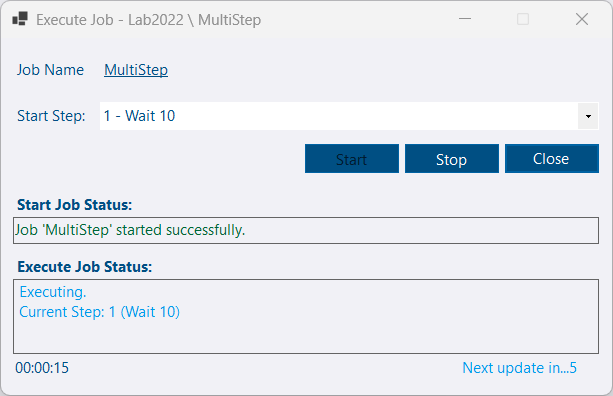 Execute Job - Lab2022 \ MultiStep
Job Name MultiStep
Start Step: 1 - Wait 10
Start Stop Close
Start Job Status:
Job 'MultiStep' started successfully.
Execute Job Status:
Executing.
Current Step: 1 (Wait 10)
00:00:15 Next update in...5